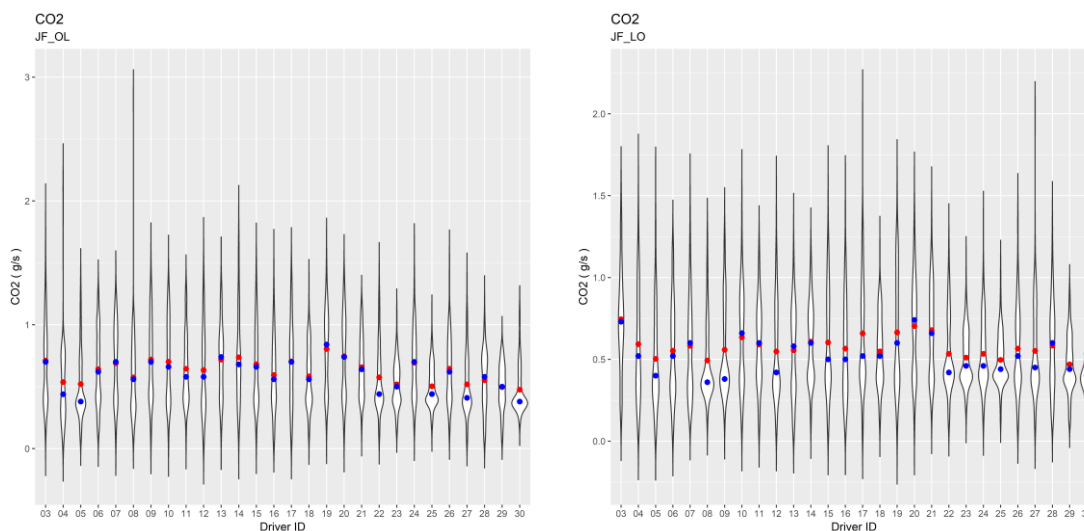 CO2
JF_OL
3
2
1
0
CO2 ( g/s )
03 04 05 06 07 08 09 10 11 12 13 14 15 16 17 18 19 20 21 22 23 24 25 26 27 28 29 30
Driver ID
CO2
JF_LO
2.0
1.5
1.0
0.5
0.0
CO2 ( g/s )
03 04 05 06 07 08 09 10 11 12 13 14 15 16 17 18 19 20 21 22 23 24 25 26 27 28 29 3
Driver ID